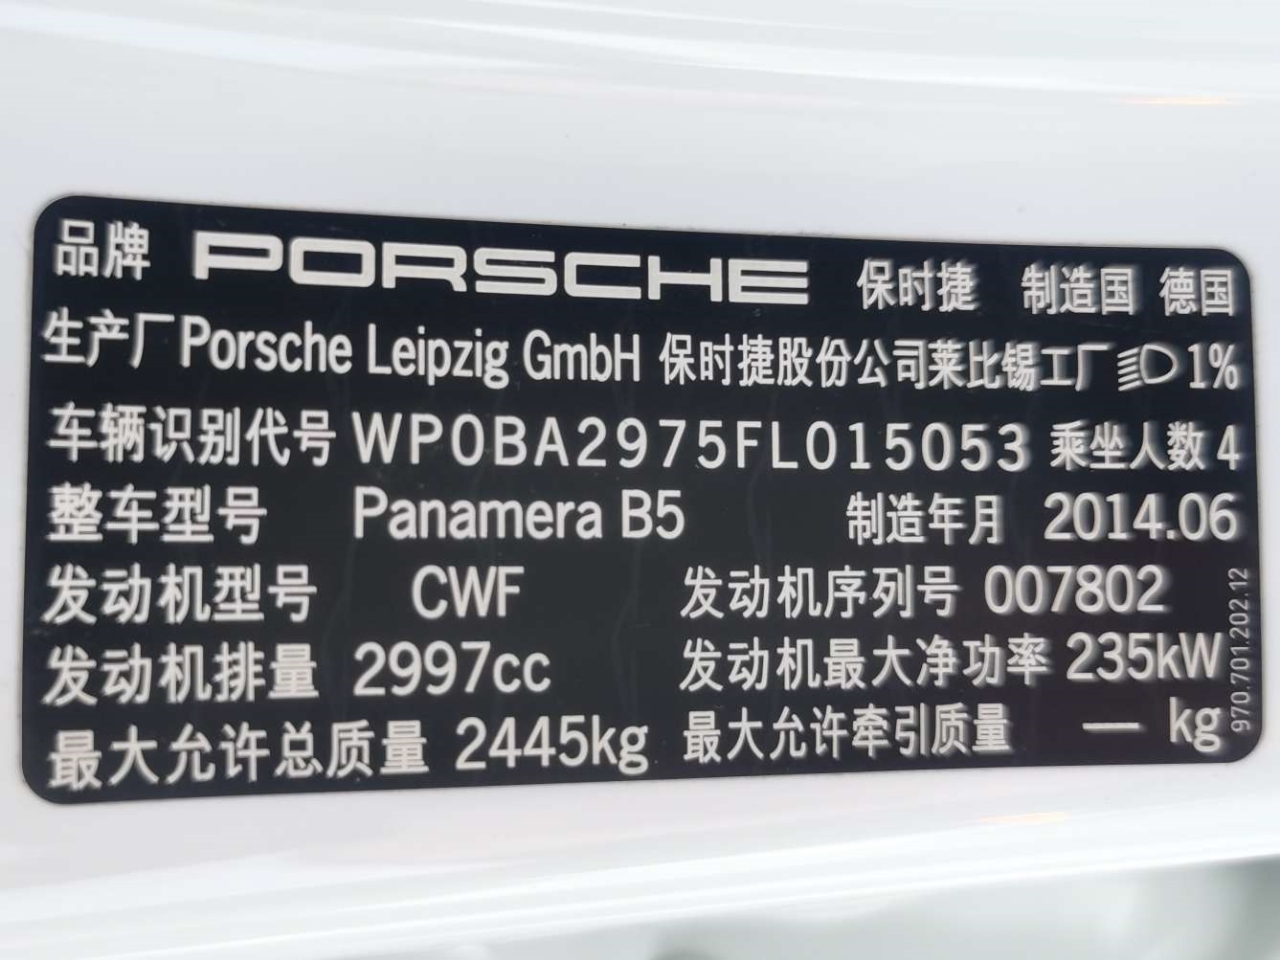 品牌 PORSCHE 保时捷 制造国 德国
生产厂 Porsche Leipzig GmbH 保时捷股份公司莱比锡工厂 1%
车辆识别代号 WP0BA2975FL015053 乘坐人数 4
整车型号 Panamera B5 制造年月 2014.06
发动机型号 CWF 发动机序列号 007802
发动机排量 2997cc 发动机最大净功率 235kW
最大允许总质量 2445kg 最大允许牵引质量 — kg
970.701.202.12